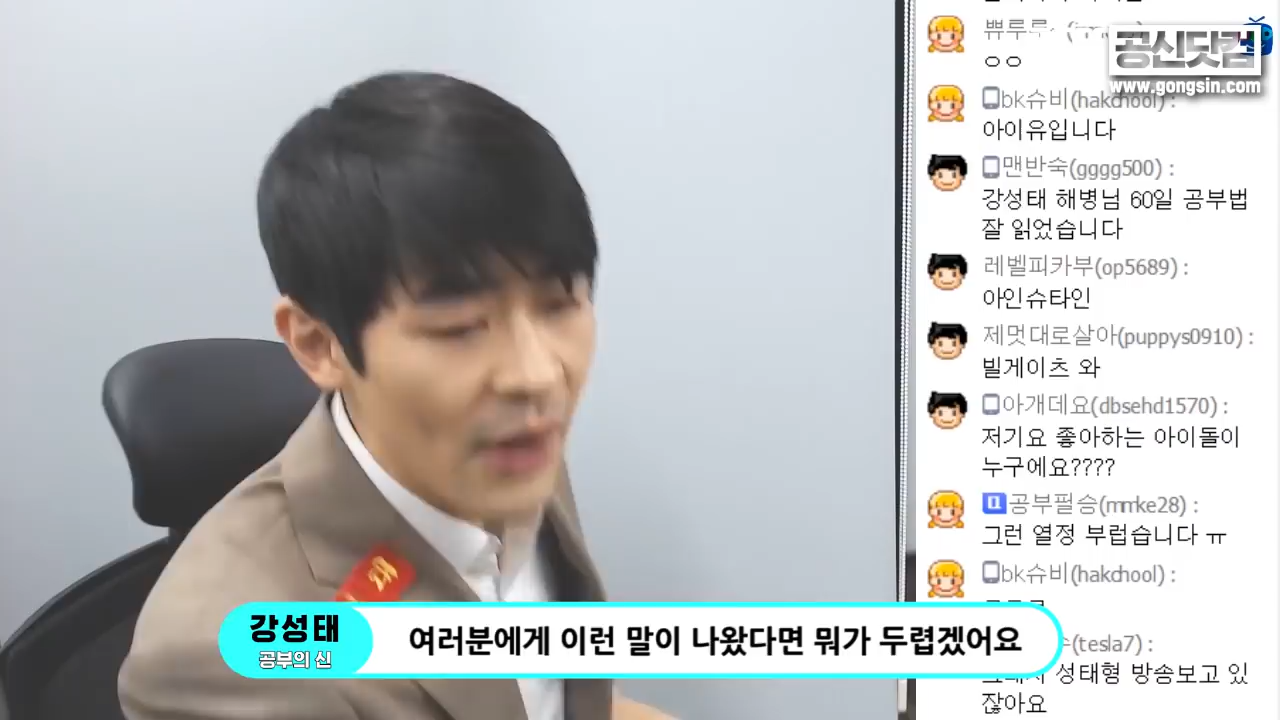 공신닷컴
www.gongsin.com
ㅇㅇ
bk슈비(hakchool) :
아이유입니다
맨반숙(gggg500) :
강성태 해병님 60일 공부법
잘 읽었습니다
레벨피카부(op5689) :
아인슈타인
제멋대로살아(puppys0910) :
빌게이츠 와
아개데요(dbsehd1570) :
저기요 좋아하는 아이돌이
누구에요????
공부필승(mmke28) :
그런 열정 부럽습니다 ㅠ
bk슈비(hakchool) :
(tesla7) :
성태형 방송보고 있
잖아요
강성태
공부의 신
여러분에게 이런 말이 나왔다면 뭐가 두렵겠어요